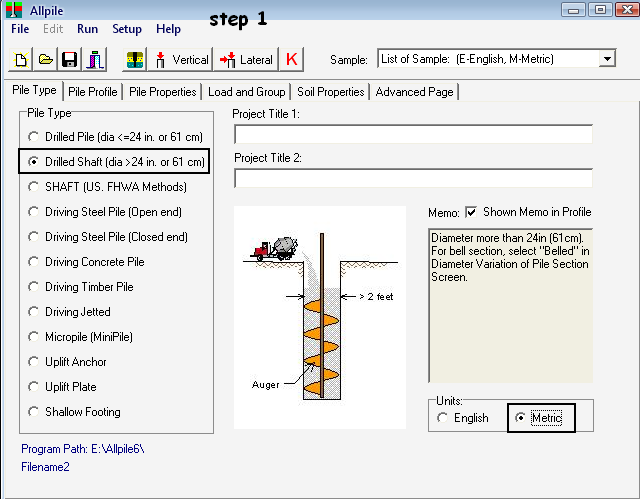 Allpile
step 1
File Edit Run Setup Help
Vertical Lateral K Sample: List of Sample: (E-English, M-Metric)
Pile Type Pile Profile Pile Properties Load and Group Soil Properties Advanced Page
Pile Type
Drilled Pile (dia <=24 in. or 61 cm)
Drilled Shaft (dia >24 in. or 61 cm)
SHAFT (US. FHWA Methods)
Driving Steel Pile (Open end)
Driving Steel Pile (Closed end)
Driving Concrete Pile
Driving Timber Pile
Driving Jetted
Micropile (MiniPile)
Uplift Anchor
Uplift Plate
Shallow Footing
Project Title 1:
Project Title 2:
> 2 feet
Auger
Memo: Shown Memo in Profile
Diameter more than 24in (61cm).
For bell section, select "Belled" in
Diameter Variation of Pile Section
Screen.
Units:
English Metric
Program Path: E:\Allpile6\
Filename2